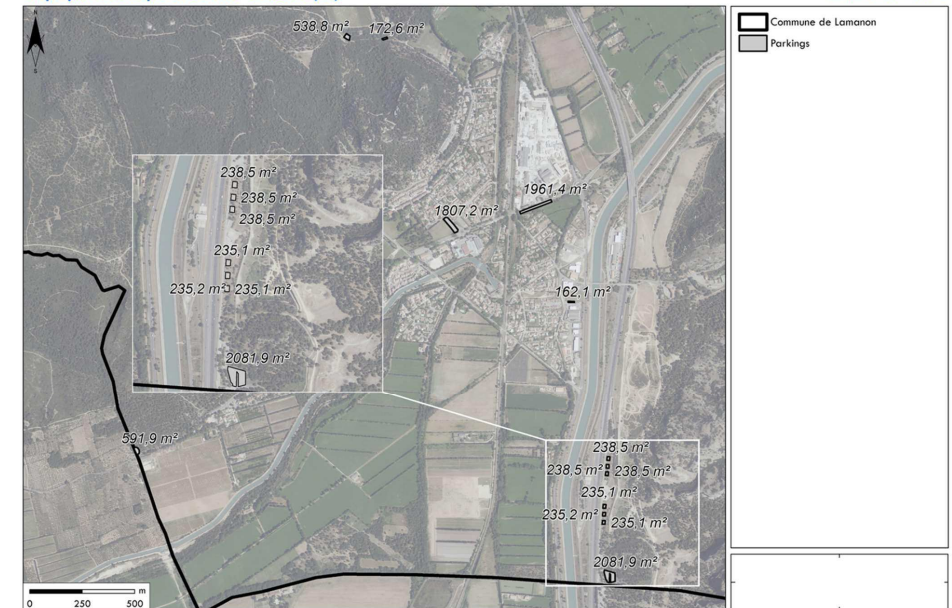 538,8 m²
172,6 m²
Commune de Lamanon
Parkings
N
S
238,5 m²
238,5 m²
238,5 m²
235,1 m²
235,2 m²
235,1 m²
2081,9 m²
1961,4 m²
1807,2 m²
162,1 m²
591,9 m²
238,5 m²
238,5 m²
238,5 m²
235,1 m²
235,2 m²
235,1 m²
2081,9 m²
m
0 250 500